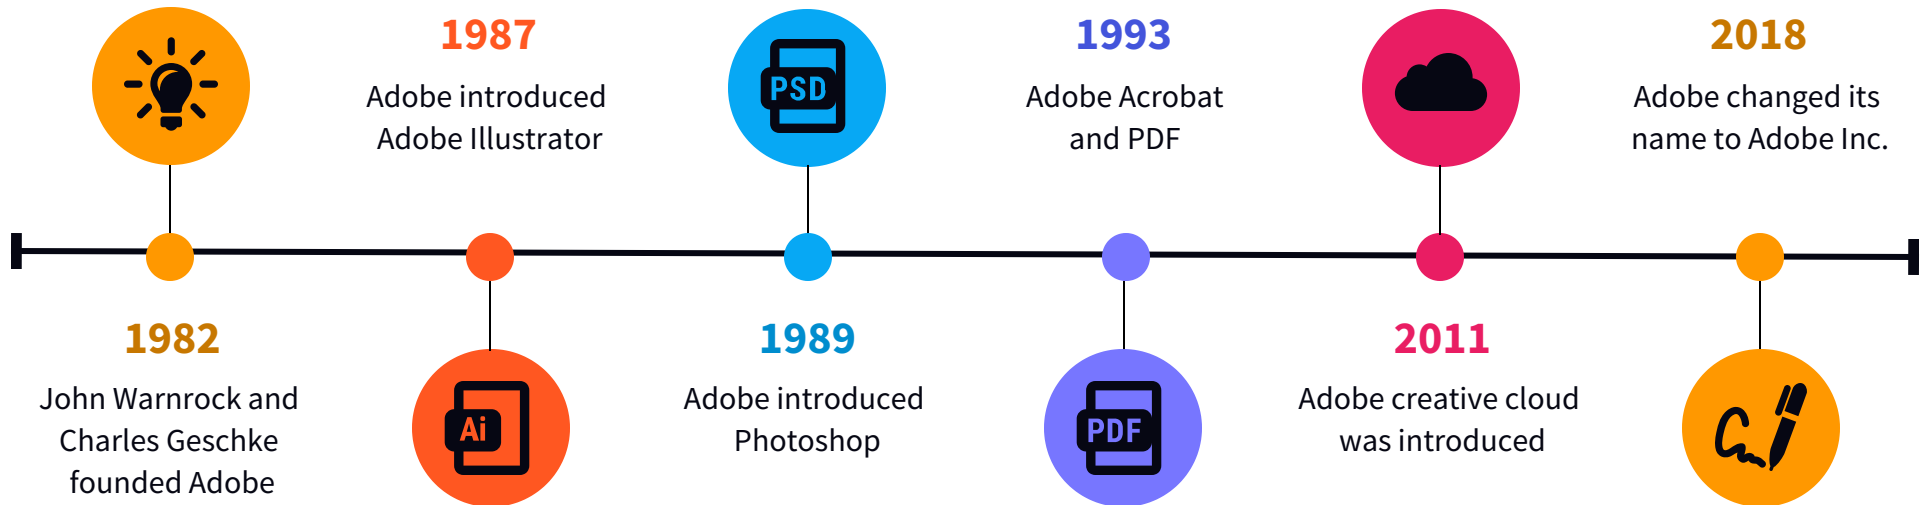 1982
John Warnrock and
Charles Geschke
founded Adobe
1987
Adobe introduced
Adobe Illustrator
Ai
PSD
1989
Adobe introduced
Photoshop
1993
Adobe Acrobat
and PDF
PDF
2011
Adobe creative cloud
was introduced
2018
Adobe changed its
name to Adobe Inc.